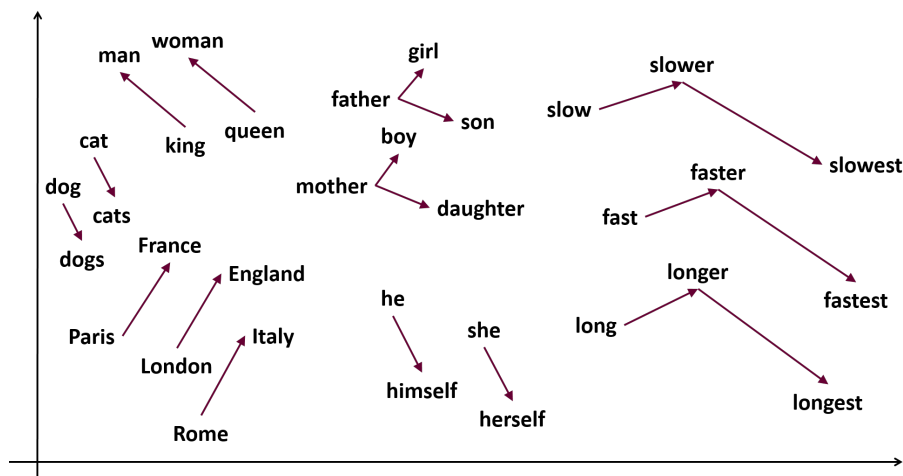 man
woman
king
queen
cat
cats
dog
dogs
France
England
Italy
Paris
London
Rome
girl
father
son
boy
mother
daughter
he
himself
she
herself
slow
slower
slowest
fast
faster
fastest
long
longer
longest